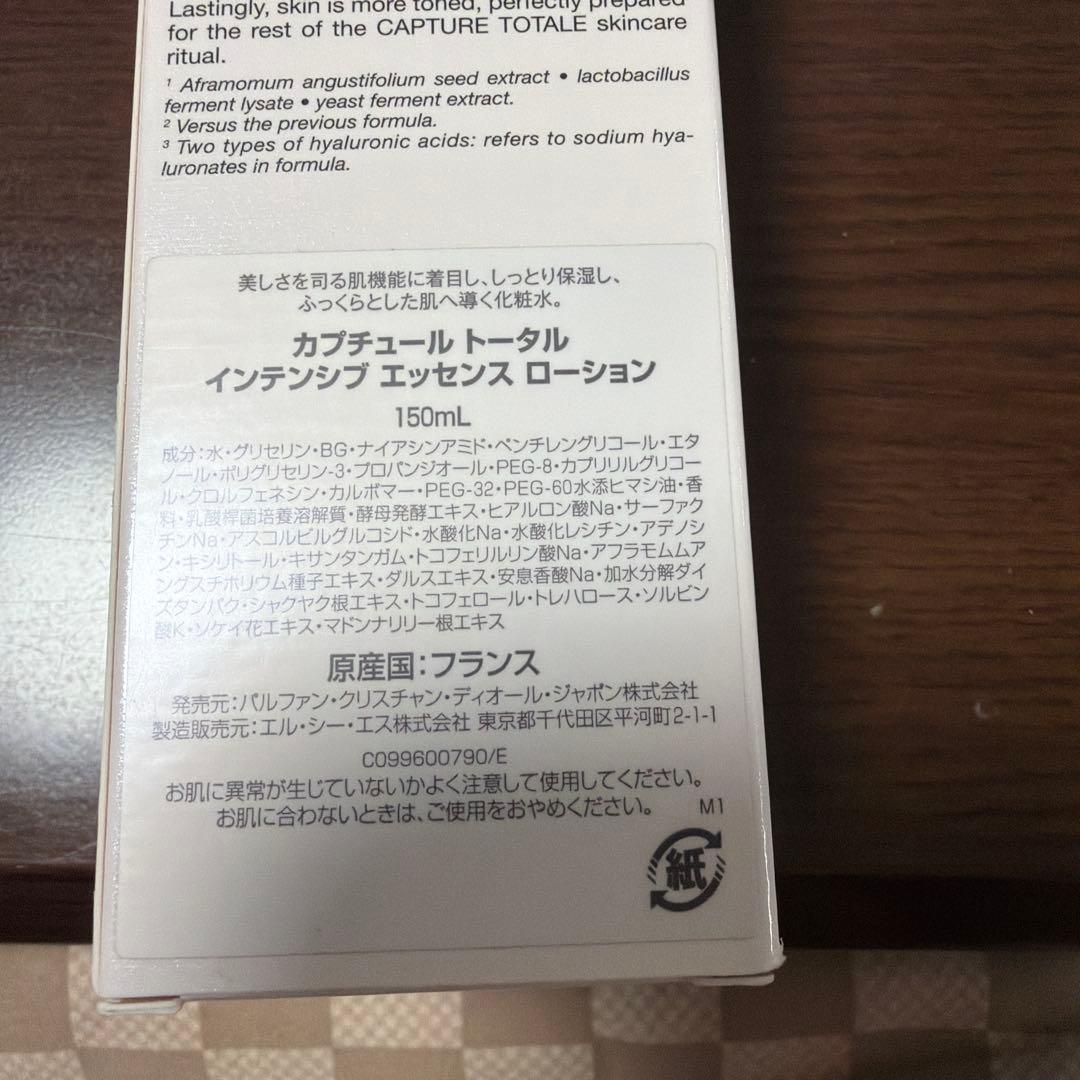 Lastingly, skin is more toned, perfectly prepared
for the rest of the CAPTURE TOTALE skincare
ritual.
¹ Aframomum angustifolium seed extract • lactobacillus
ferment lysate • yeast ferment extract.
² Versus the previous formula.
³ Two types of hyaluronic acids: refers to sodium hya-
luronates in formula.
美しさを司る肌機能に着目し、しっとり保湿し、
ふっくらとした肌へ導く化粧水。
カプチュール トータル
インテンシブ エッセンス ローション
150mL
成分：水・グリセリン・BG・ナイアシンアミド・ペンチレングリコール・エタ
ノール・ポリグリセリン-3・プロパンジオール・PEG-8・カプリリルグリコー
ル・クロルフェネシン・カルボマー・PEG-32・PEG-60水添ヒマシ油・香
料・乳酸桿菌培養溶解質・酵母発酵エキス・ヒアルロン酸Na・サーファク
チンNa・アスコルビルグルコシド・水酸化Na・水酸化レシチン・アデノシ
ン・キシリトール・キサンタンガム・トコフェリルリン酸Na・アフラモムムア
ングスチホリウム種子エキス・ダルスエキス・安息香酸Na・加水分解ダイ
ズタンパク・シャクヤク根エキス・トコフェロール・トレハロース・ソルビン
酸K・ソケイ花エキス・マドンナリリー根エキス
原産国：フランス
発売元：パルファン・クリスチャン・ディオール・ジャポン株式会社
製造販売元：エル・シー・エス株式会社 東京都千代田区平河町2-1-1
C099600790/E
お肌に異常が生じていないかよく注意して使用してください。
お肌に合わないときは、ご使用をおやめください。 M1
紙